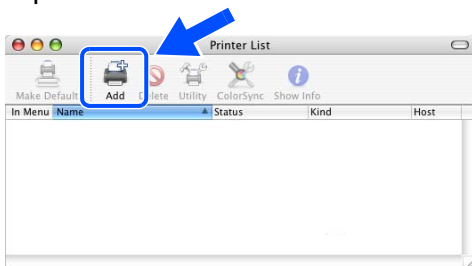 Printer List
Make Default Add Delete Utility ColorSync Show Info
In Menu Name Status Kind Host